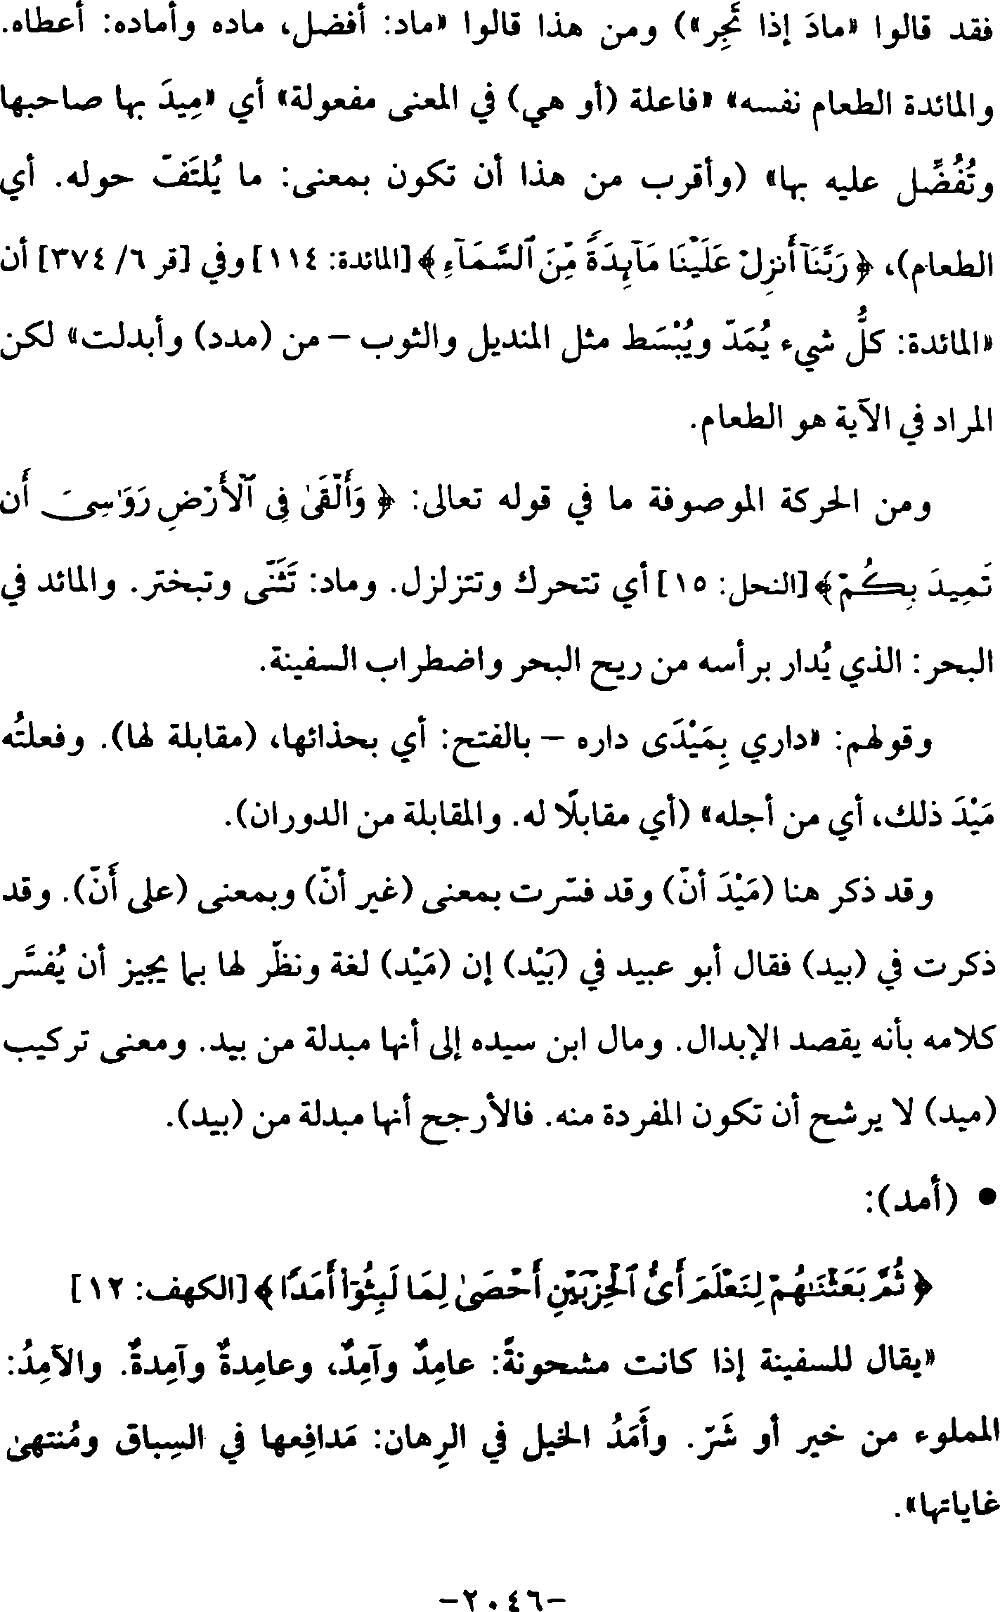 فقد قالوا «مادَ إذا تَجِر») ومن هذا قالوا «ماد: أفضل، ماده وأماده: أعطاه.
والمائدة الطعام نفسه» «فاعلة (أو هي) في المعنى مفعولة» أي «مِيدَ بها صاحبها
وتُفُضِّل عليه بها» (وأقرب من هذا أن تكون بمعنى: ما يُلتَفّ حوله. أي
الطعام)، ﴿رَبَّنَآ أَنزِلْ عَلَيْنَا مَآىِٕدَةً مِّنَ ٱلسَّمَآءِ﴾ [المائدة: ١١٤] وفي [قر ٦/ ٣٧٤] أن
«المائدة: كلُّ شيء يُمَدّ ويُبْسَط مثل المنديل والثوب – من (مدد) وأبدلت» لكن
المراد في الآية هو الطعام.
ومن الحركة الموصوفة ما في قوله تعالى: ﴿وَأَلْقَىٰ فِى ٱلْأَرْضِ رَوَٰسِىَ أَن
تَمِيدَ بِكُمْ﴾ [النحل: ١٥] أي تتحرك وتتزلزل. وماد: تَثَنّى وتبختر. والمائد في
البحر: الذي يُدار برأسه من ريح البحر واضطراب السفينة.
وقولهم: «داري بِمَيْدَى داره – بالفتح: أي بحذائها، (مقابلة لها). وفعلتُه
مَيْدَ ذلك، أي من أجله» (أي مقابلًا له. والمقابلة من الدوران).
وقد ذكر هنا (مَيْدَ أنّ) وقد فسّرت بمعنى (غير أنّ) وبمعنى (على أَنّ). وقد
ذكرت في (بيد) فقال أبو عبيد في (بَيْد) إن (مَيْد) لغة ونظّر لها بما يجيز أن يُفسَّر
كلامه بأنه يقصد الإبدال. ومال ابن سيده إلى أنها مبدلة من بيد. ومعنى تركيب
(ميد) لا يرشح أن تكون المفردة منه. فالأرجح أنها مبدلة من (بيد).
• (أمد):
﴿ثُمَّ بَعَثْنَٰهُمْ لِنَعْلَمَ أَىُّ ٱلْحِزْبَيْنِ أَحْصَىٰ لِمَا لَبِثُوٓا۟ أَمَدًا﴾ [الكهف: ١٢]
«يقال للسفينة إذا كانت مشحونةً: عامِدٌ وآمِدٌ، وعامِدةٌ وآمِدةٌ. والآمِدُ:
المملوء من خير أو شَرّ. وأَمَدُ الخيل في الرِهان: مَدافِعها في السِباق ومُنتهىٰ
غاياتها».
-٢٠٤٦-